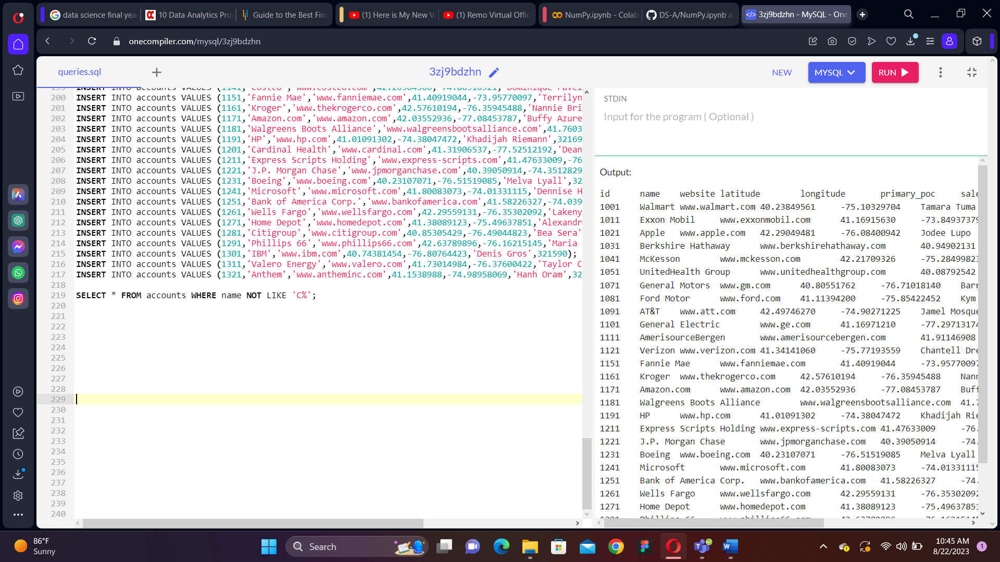 data science final yea
10 Data Analytics Proj
Guide to the Best Fina
(1) Here is My New Vi
(1) Remo Virtual Offic
NumPy.ipynb - Colab
DS-A/NumPy.ipynb a
3zj9bdzhn - MySQL - One
onecompiler.com/mysql/3zj9bdzhn
queries.sql
3zj9bdzhn
NEW
MYSQL
RUN
200 INSERT INTO accounts VALUES (1151,'Fannie Mae','www.fanniemae.com',41.40919044,-73.95770097,'Terrilyn
201 INSERT INTO accounts VALUES (1161,'Kroger','www.thekrogerco.com',42.57610194,-76.35945488,'Nannie Bri
202 INSERT INTO accounts VALUES (1171,'Amazon.com','www.amazon.com',42.03552936,-77.08453787,'Buffy Azure
203 INSERT INTO accounts VALUES (1181,'Walgreens Boots Alliance','www.walgreensbootsalliance.com',41.7603
204 INSERT INTO accounts VALUES (1191,'HP','www.hp.com',41.01091302,-74.38047472,'Khadijah Riemann',32169
205 INSERT INTO accounts VALUES (1201,'Cardinal Health','www.cardinal.com',41.31906537,-77.52512192,'Dean
206 INSERT INTO accounts VALUES (1211,'Express Scripts Holding','www.express-scripts.com',41.47633009,-76
207 INSERT INTO accounts VALUES (1221,'J.P. Morgan Chase','www.jpmorganchase.com',40.39050914,-74.3512829
208 INSERT INTO accounts VALUES (1231,'Boeing','www.boeing.com',40.23107071,-76.51519085,'Melva Lyall',32
209 INSERT INTO accounts VALUES (1241,'Microsoft','www.microsoft.com',41.80083073,-74.01331115,'Dennise H
210 INSERT INTO accounts VALUES (1251,'Bank of America Corp.','www.bankofamerica.com',41.58226327,-74.039
211 INSERT INTO accounts VALUES (1261,'Wells Fargo','www.wellsfargo.com',42.29559131,-76.35302092,'Lakeny
212 INSERT INTO accounts VALUES (1271,'Home Depot','www.homedepot.com',41.38089123,-75.49637851,'Alexandr
213 INSERT INTO accounts VALUES (1281,'Citigroup','www.citigroup.com',40.85305429,-76.49044823,'Bea Sera'
214 INSERT INTO accounts VALUES (1291,'Phillips 66','www.phillips66.com',42.63789896,-76.16215145,'Maria
215 INSERT INTO accounts VALUES (1301,'IBM','www.ibm.com',40.74381454,-76.80764423,'Denis Gros',321590);
216 INSERT INTO accounts VALUES (1311,'Valero Energy','www.valero.com',41.73014984,-76.37600422,'Taylor C
217 INSERT INTO accounts VALUES (1321,'Anthem','www.antheminc.com',41.1538988,-74.98958069,'Hanh Oram',32
218
219 SELECT * FROM accounts WHERE name NOT LIKE 'C%';
220
221
222
223
224
225
226
227
228
229
230
231
232
233
234
235
236
237
238
239
240
STDIN
Input for the program ( Optional )
Output:
id name website latitude longitude primary_poc sale
1001 Walmart www.walmart.com 40.23849561 -75.10329704 Tamara Tuma
1011 Exxon Mobil www.exxonmobil.com 41.16915630 -73.84937379
1021 Apple www.apple.com 42.29049481 -76.08400942 Jodee Lupo
1031 Berkshire Hathaway www.berkshirehathaway.com 40.94902131
1041 McKesson www.mckesson.com 42.21709326 -75.28499823
1051 UnitedHealth Group www.unitedhealthgroup.com 40.08792542
1071 General Motors www.gm.com 40.80551762 -76.71018140 Barr
1081 Ford Motor www.ford.com 41.11394200 -75.85422452 Kym
1091 AT&T www.att.com 42.49746270 -74.90271225 Jamel Mosque
1101 General Electric www.ge.com 41.16971210 -77.29713174
1111 AmerisourceBergen www.amerisourcebergen.com 41.91146908
1121 Verizon www.verizon.com 41.34141060 -75.77193559 Chantell Dre
1151 Fannie Mae www.fanniemae.com 41.40919044 -73.95770097
1161 Kroger www.thekrogerco.com 42.57610194 -76.35945488 Nann
1171 Amazon.com www.amazon.com 42.03552936 -77.08453787 Buff
1181 Walgreens Boots Alliance www.walgreensbootsalliance.com 41.7
1191 HP www.hp.com 41.01091302 -74.38047472 Khadijah Rie
1211 Express Scripts Holding www.express-scripts.com 41.47633009 -76.
1221 J.P. Morgan Chase www.jpmorganchase.com 40.39050914 -74.
1231 Boeing www.boeing.com 40.23107071 -76.51519085 Melva Lyall
1241 Microsoft www.microsoft.com 41.80083073 -74.01331115
1251 Bank of America Corp. www.bankofamerica.com 41.58226327 -74.
1261 Wells Fargo www.wellsfargo.com 42.29559131 -76.35302092
1271 Home Depot www.homedepot.com 41.38089123 -75.49637851
86°F
Sunny
Search
10:45 AM
8/22/2023
1